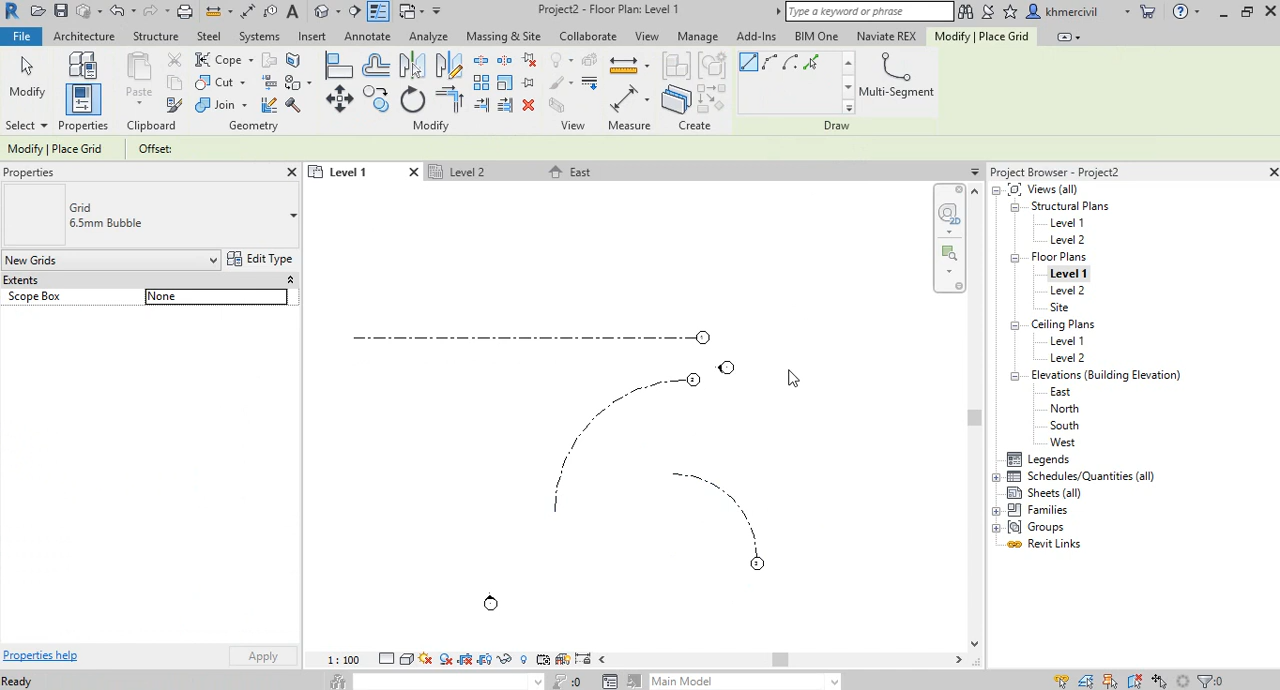 Project2 - Floor Plan: Level 1
Type a keyword or phrase
khmercivil
File
Architecture
Structure
Steel
Systems
Insert
Annotate
Analyze
Massing & Site
Collaborate
View
Manage
Add-Ins
BIM One
Naviate REX
Modify | Place Grid
Modify
Paste
Cope
Cut
Join
Multi-Segment
Select
Properties
Clipboard
Geometry
Modify
View
Measure
Create
Draw
Modify | Place Grid
Offset:
Properties
Grid
6.5mm Bubble
New Grids
Edit Type
Extents
Scope Box
None
Properties help
Apply
Level 1
Level 2
East
2D
1 : 100
Project Browser - Project2
Views (all)
Structural Plans
Level 1
Level 2
Floor Plans
Level 1
Level 2
Site
Ceiling Plans
Level 1
Level 2
Elevations (Building Elevation)
East
North
South
West
Legends
Schedules/Quantities (all)
Sheets (all)
Families
Groups
Revit Links
Ready
:0
Main Model
:0